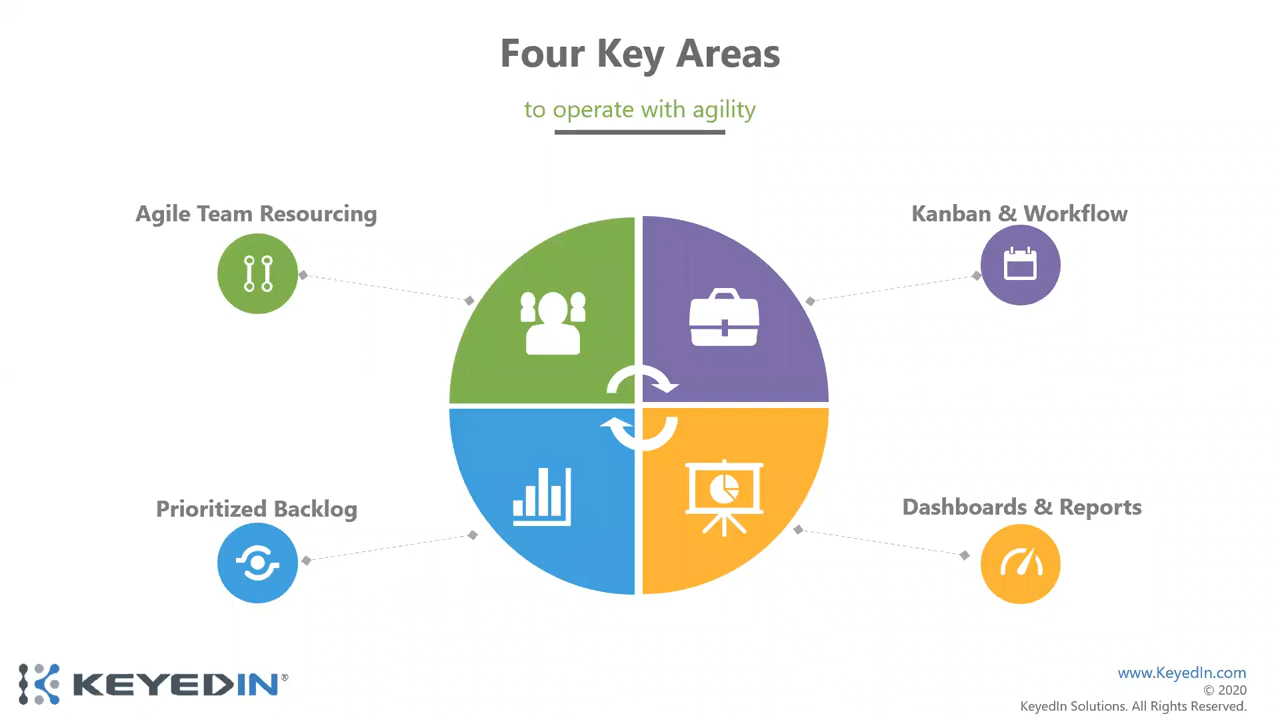 Four Key Areas
to operate with agility
Agile Team Resourcing
Kanban & Workflow
Prioritized Backlog
Dashboards & Reports
KEYEDIN®
www.KeyedIn.com
© 2020
KeyedIn Solutions. All Rights Reserved.